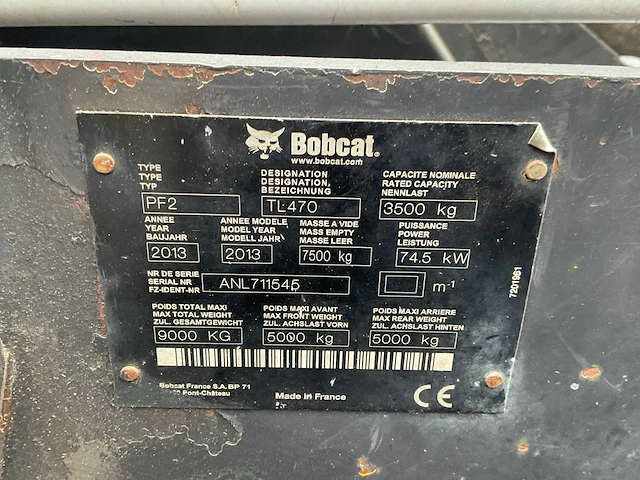 Bobcat.
www.bobcat.com
TYPE
TYPE
TYP
PF2
DESIGNATION
DESIGNATION.
BEZEICHNUNG
TL470
CAPACITE NOMINALE
RATED CAPACITY
NENNLAST
3500 kg
ANNEE
YEAR
BAUJAHR
2013
ANNEE MODELE
MODEL YEAR
MODELL JAHR
2013
MASSE A VIDE
MASS EMPTY
MASSE LEER
7500 kg
PUISSANCE
POWER
LEISTUNG
74.5 kW
NR DE SERIE
SERIAL NR
FZ-IDENT-NR
ANL711545
m-1
7201961
POIDS TOTAL MAXI
MAX TOTAL WEIGHT
ZUL. GESAMTGEWICHT
9000 KG
POIDS MAXI AVANT
MAX FRONT WEIGHT
ZUL. ACHSLAST VORN
5000 kg
POIDS MAXI ARRIERE
MAX REAR WEIGHT
ZUL. ACHSLAST HINTEN
5000 kg
Bobcat France S.A. BP 71
Pont-Château
Made in France
CE